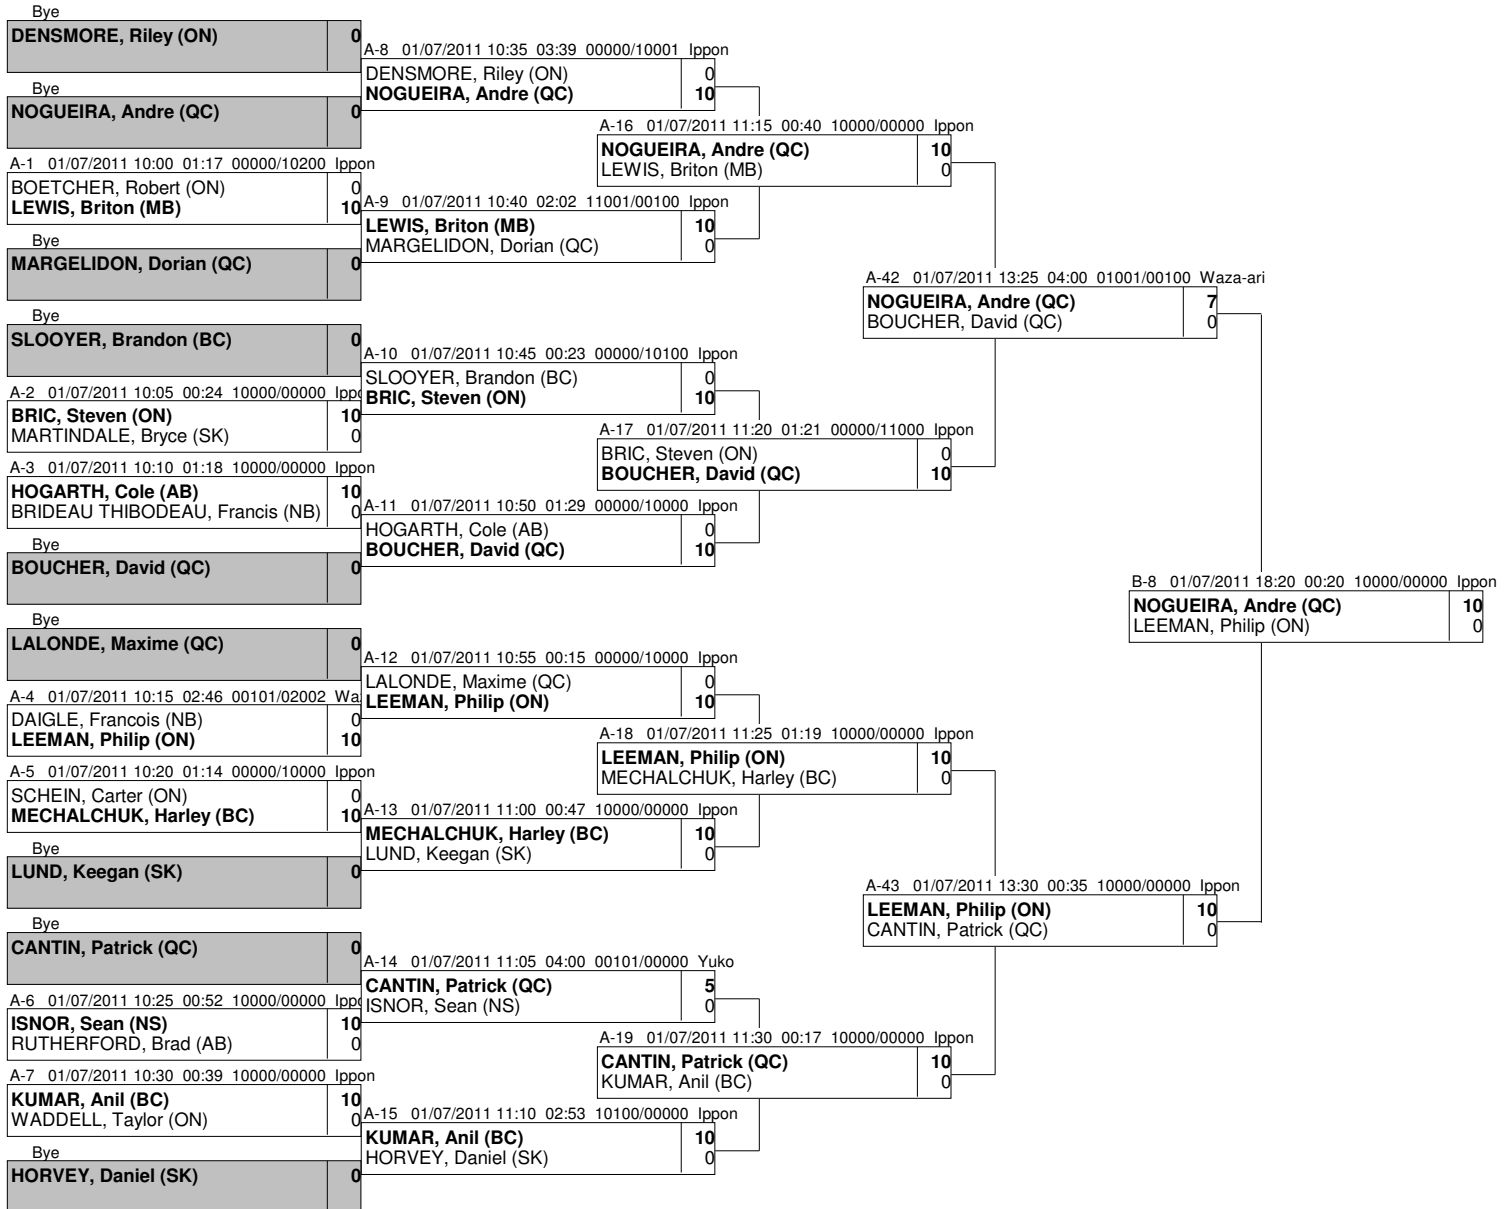 Bye
DENSMORE, Riley (ON) 0
Bye
NOGUEIRA, Andre (QC) 0
A-1 01/07/2011 10:00 01:17 00000/10200 Ippon
BOETCHER, Robert (ON) 0
LEWIS, Briton (MB) 10
Bye
MARGELIDON, Dorian (QC) 0
Bye
SLOOYER, Brandon (BC) 0
A-2 01/07/2011 10:05 00:24 10000/00000 Ippo
BRIC, Steven (ON) 10
MARTINDALE, Bryce (SK) 0
A-3 01/07/2011 10:10 01:18 10000/00000 Ippon
HOGARTH, Cole (AB) 10
BRIDEAU THIBODEAU, Francis (NB) 0
Bye
BOUCHER, David (QC) 0
Bye
LALONDE, Maxime (QC) 0
A-4 01/07/2011 10:15 02:46 00101/02002 Wa
DAIGLE, Francois (NB) 0
LEEMAN, Philip (ON) 10
A-5 01/07/2011 10:20 01:14 00000/10000 Ippon
SCHEIN, Carter (ON) 0
MECHALCHUK, Harley (BC) 10
Bye
LUND, Keegan (SK) 0
Bye
CANTIN, Patrick (QC) 0
A-6 01/07/2011 10:25 00:52 10000/00000 Ippo
ISNOR, Sean (NS) 10
RUTHERFORD, Brad (AB) 0
A-7 01/07/2011 10:30 00:39 10000/00000 Ippon
KUMAR, Anil (BC) 10
WADDELL, Taylor (ON) 0
Bye
HORVEY, Daniel (SK) 0
A-8 01/07/2011 10:35 03:39 00000/10001 Ippon
DENSMORE, Riley (ON) 0
NOGUEIRA, Andre (QC) 10
A-9 01/07/2011 10:40 02:02 11001/00100 Ippon
LEWIS, Briton (MB) 10
MARGELIDON, Dorian (QC) 0
A-10 01/07/2011 10:45 00:23 00000/10100 Ippon
SLOOYER, Brandon (BC) 0
BRIC, Steven (ON) 10
A-11 01/07/2011 10:50 01:29 00000/10000 Ippon
HOGARTH, Cole (AB) 0
BOUCHER, David (QC) 10
A-12 01/07/2011 10:55 00:15 00000/10000 Ippon
LALONDE, Maxime (QC) 0
LEEMAN, Philip (ON) 10
A-13 01/07/2011 11:00 00:47 10000/00000 Ippon
MECHALCHUK, Harley (BC) 10
LUND, Keegan (SK) 0
A-14 01/07/2011 11:05 04:00 00101/00000 Yuko
CANTIN, Patrick (QC) 5
ISNOR, Sean (NS) 0
A-15 01/07/2011 11:10 02:53 10100/00000 Ippon
KUMAR, Anil (BC) 10
HORVEY, Daniel (SK) 0
A-16 01/07/2011 11:15 00:40 10000/00000 Ippon
NOGUEIRA, Andre (QC) 10
LEWIS, Briton (MB) 0
A-17 01/07/2011 11:20 01:21 00000/11000 Ippon
BRIC, Steven (ON) 0
BOUCHER, David (QC) 10
A-18 01/07/2011 11:25 01:19 10000/00000 Ippon
LEEMAN, Philip (ON) 10
MECHALCHUK, Harley (BC) 0
A-19 01/07/2011 11:30 00:17 10000/00000 Ippon
CANTIN, Patrick (QC) 10
KUMAR, Anil (BC) 0
A-42 01/07/2011 13:25 04:00 01001/00100 Waza-ari
NOGUEIRA, Andre (QC) 7
BOUCHER, David (QC) 0
A-43 01/07/2011 13:30 00:35 10000/00000 Ippon
LEEMAN, Philip (ON) 10
CANTIN, Patrick (QC) 0
B-8 01/07/2011 18:20 00:20 10000/00000 Ippon
NOGUEIRA, Andre (QC) 10
LEEMAN, Philip (ON) 0